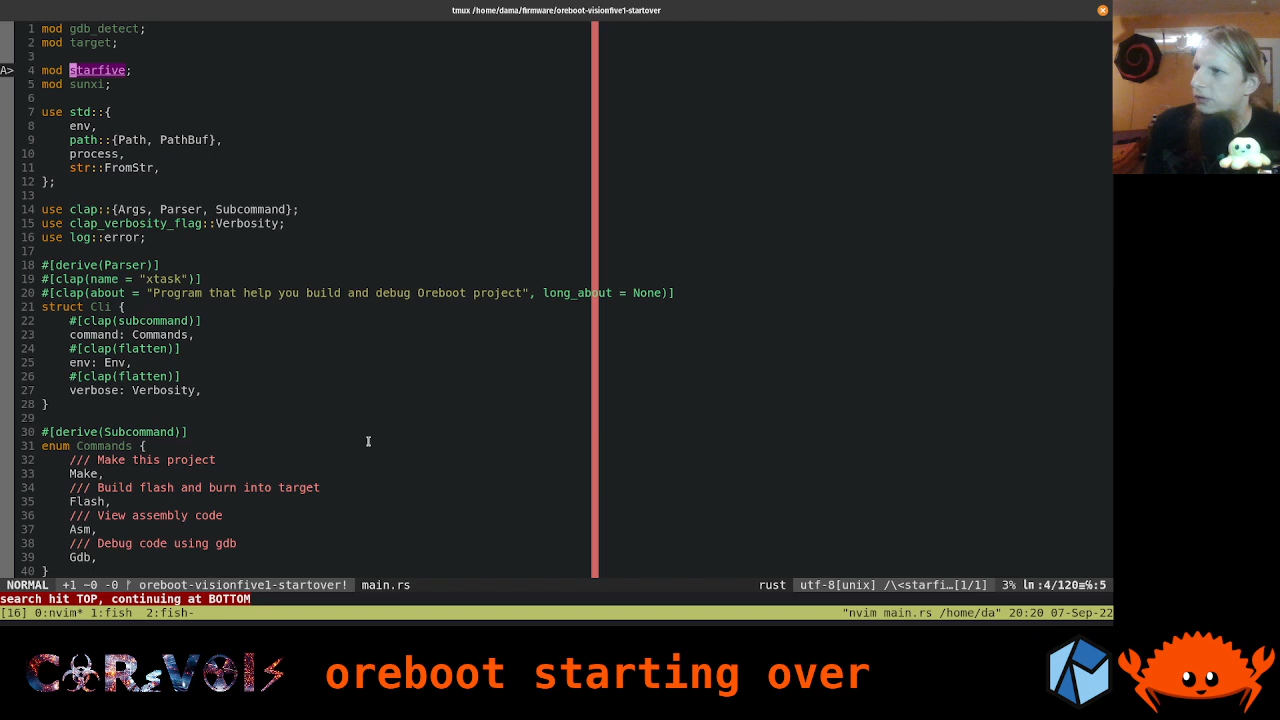 tmux /home/dama/firmware/oreboot-visionfive1-startover
1 mod gdb_detect;
2 mod target;
3
A> 4 mod starfive;
5 mod sunxi;
6
7 use std::{
8 env,
9 path::{Path, PathBuf},
10 process,
11 str::FromStr,
12 };
13
14 use clap::{Args, Parser, Subcommand};
15 use clap_verbosity_flag::Verbosity;
16 use log::error;
17
18 #[derive(Parser)]
19 #[clap(name = "xtask")]
20 #[clap(about = "Program that help you build and debug Oreboot project", long_about = None)]
21 struct Cli {
22 #[clap(subcommand)]
23 command: Commands,
24 #[clap(flatten)]
25 env: Env,
26 #[clap(flatten)]
27 verbose: Verbosity,
28 }
29
30 #[derive(Subcommand)]
31 enum Commands {
32 /// Make this project
33 Make,
34 /// Build flash and burn into target
35 Flash,
36 /// View assembly code
37 Asm,
38 /// Debug code using gdb
39 Gdb,
40 }
NORMAL +1 ~0 -0 ᚠ oreboot-visionfive1-startover! main.rs rust utf-8[unix] /\<starfi…[1/1] 3% ln:4/120≡℅:5
search hit TOP, continuing at BOTTOM
[16] 0:nvim* 1:fish 2:fish- "nvim main.rs /home/da" 20:20 07-Sep-22
oreboot starting over